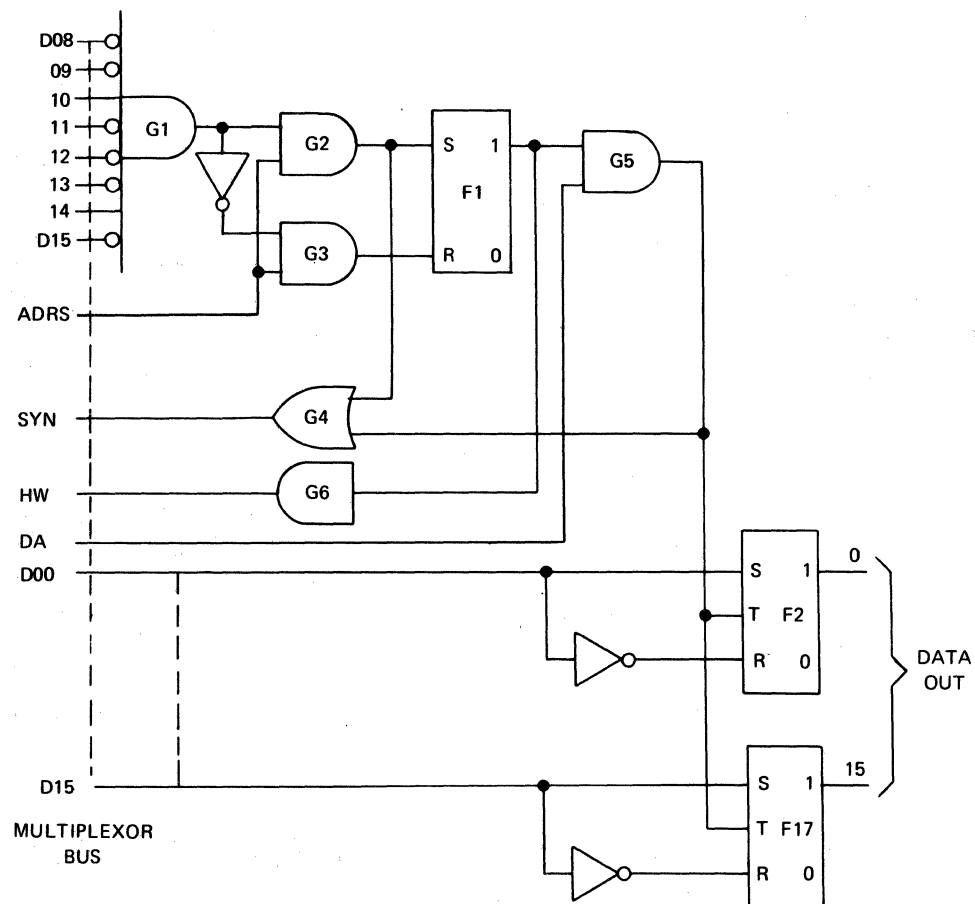 D08
09
10
11
12
13
14
D15
G1
G2
G3
S 1
F1
R 0
G5
ADRS
SYN
G4
HW
G6
DA
D00
S 1
T F2
R 0
0
DATA
OUT
D15
S 1
T F17
R 0
15
MULTIPLEXOR
BUS